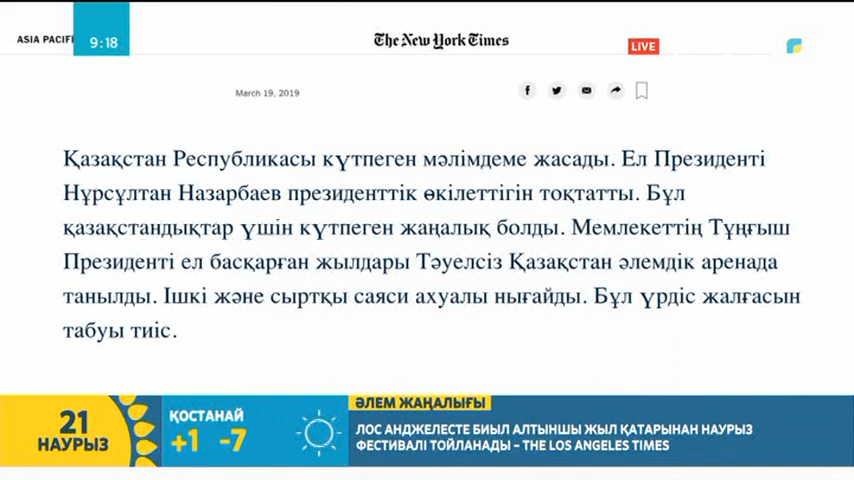 ASIA PACIFI
9:18
The New York Times
LIVE
March 19, 2019
Қазақстан Республикасы күтпеген мәлімдеме жасады. Ел Президенті
Нұрсұлтан Назарбаев президенттік өкілеттігін тоқтатты. Бұл
қазақстандықтар үшін күтпеген жаңалық болды. Мемлекеттің Тұңғыш
Президенті ел басқарған жылдары Тәуелсіз Қазақстан әлемдік аренада
танылды. Ішкі және сыртқы саяси ахуалы нығайды. Бұл үрдіс жалғасын
табуы тиіс.
21
НАУРЫЗ
ҚОСТАНАЙ
+1 -7
ӘЛЕМ ЖАҢАЛЫҒЫ
ЛОС АНДЖЕЛЕСТЕ БИЫЛ АЛТЫНШЫ ЖЫЛ ҚАТАРЫНАН НАУРЫЗ
ФЕСТИВАЛІ ТОЙЛАНАДЫ – THE LOS ANGELES TIMES